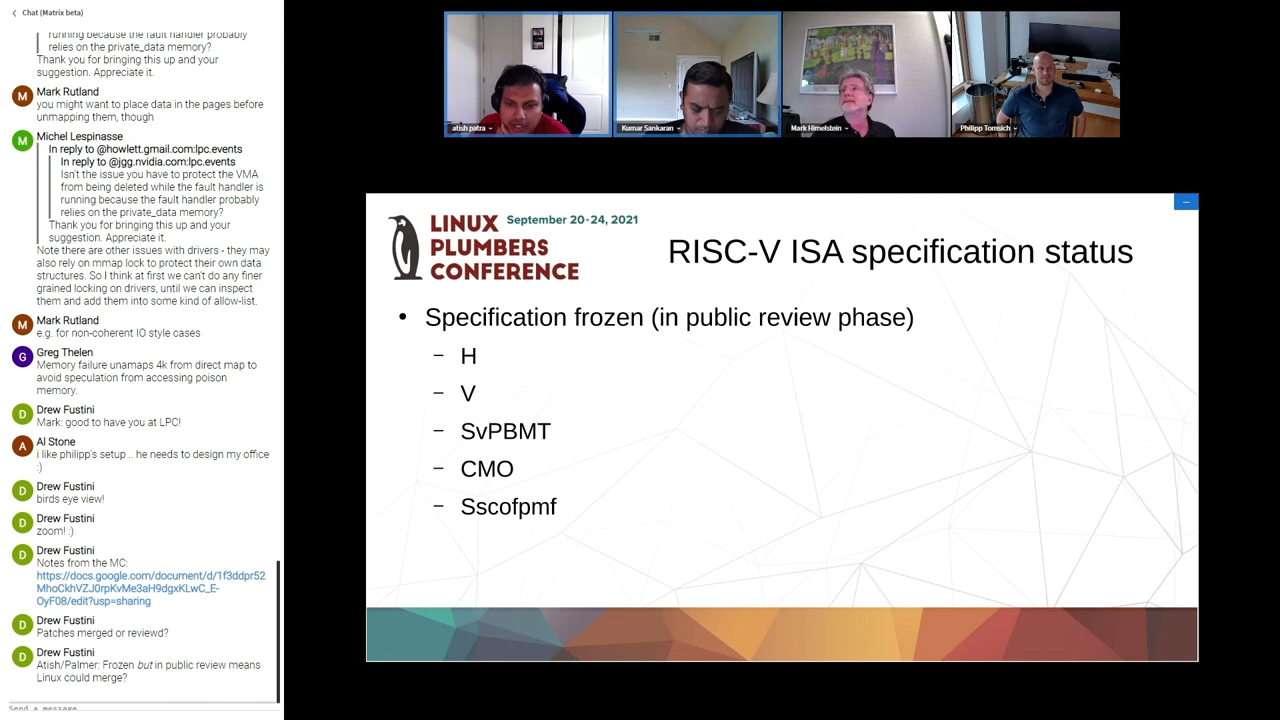 Chat (Matrix beta)
running because the fault handler probably
relies on the private_data memory?
Thank you for bringing this up and your
suggestion. Appreciate it.
M
Mark Rutland
you might want to place data in the pages before
unmapping them, though
M
Michel Lespinasse
In reply to @howlett.gmail.com:lpc.events
In reply to @jgg.nvidia.com:lpc.events
Isn't the issue you have to protect the VMA
from being deleted while the fault handler is
running because the fault handler probably
relies on the private_data memory?
Thank you for bringing this up and your
suggestion. Appreciate it.
Note there are other issues with drivers - they may
also rely on mmap lock to protect their own data
structures. So I think at first we can't do any finer
grained locking on drivers, until we can inspect
them and add them into some kind of allow-list.
M
Mark Rutland
e.g. for non-coherent IO style cases
G
Greg Thelen
Memory failure unamaps 4k from direct map to
avoid speculation from accessing poison
memory.
D
Drew Fustini
Mark: good to have you at LPC!
A
Al Stone
i like philipp's setup .. he needs to design my office
:)
D
Drew Fustini
birds eye view!
D
Drew Fustini
zoom! :)
D
Drew Fustini
Notes from the MC:
https://docs.google.com/document/d/1f3ddpr52
MhoCkhVZJ0rpKvMe3aH9dgxKLwC_E-
OyF08/edit?usp=sharing
D
Drew Fustini
Patches merged or reviewd?
D
Drew Fustini
Atish/Palmer: Frozen but in public review means
Linux could merge?
Send a message
atish patra
Kumar Sankaran
Mark Himelstein
Philipp Tomsich
LINUX
PLUMBERS
CONFERENCE
September 20-24, 2021
RISC-V ISA specification status
• Specification frozen (in public review phase)
– H
– V
– SvPBMT
– CMO
– Sscofpmf